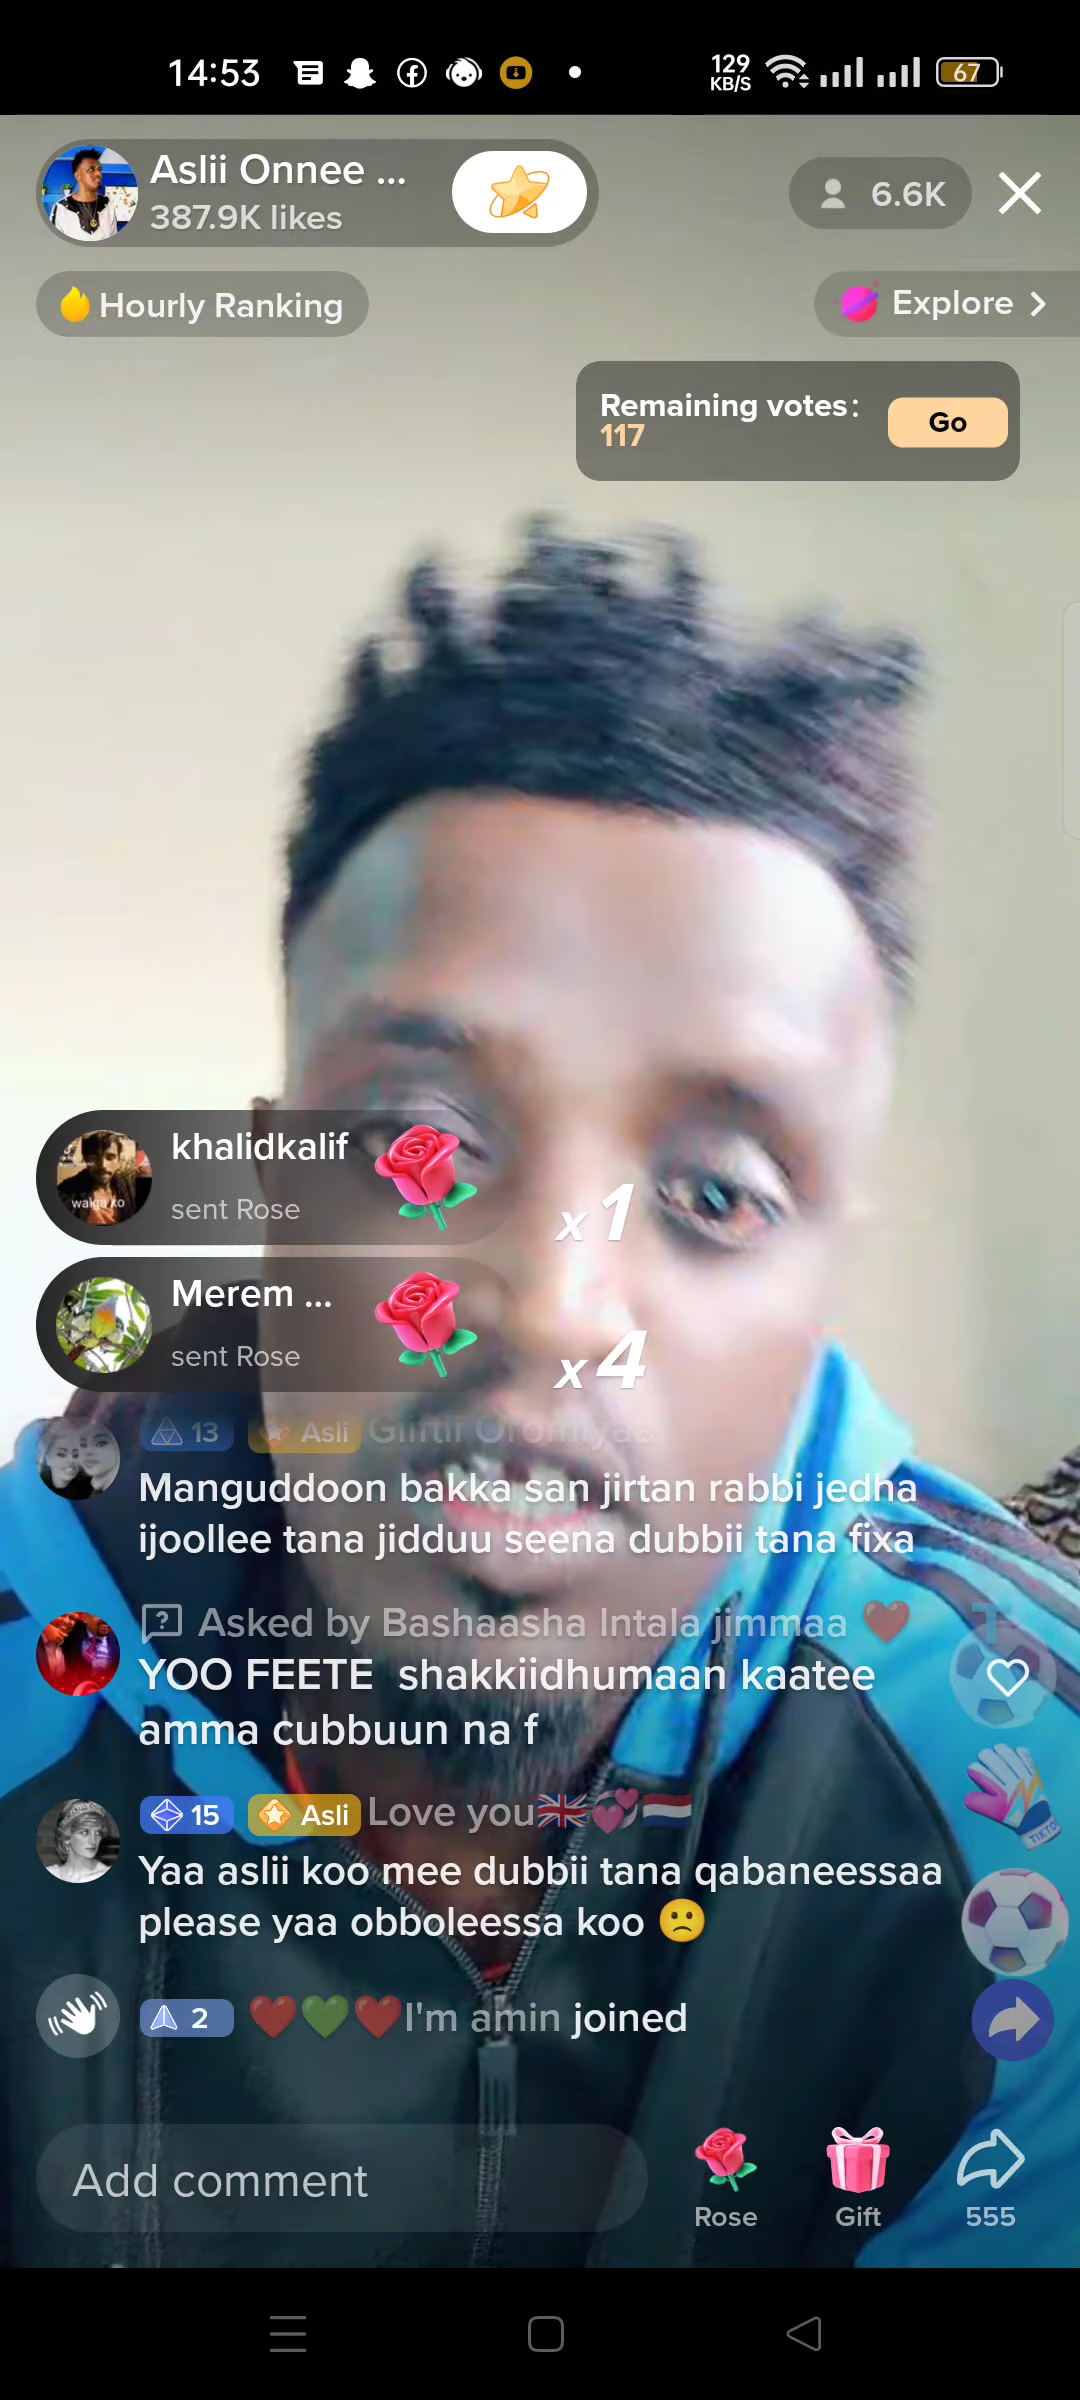 14:53
129
KB/S
67
Aslii Onnee ...
387.9K likes
6.6K
Hourly Ranking
Explore
Remaining votes:
117
Go
khalidkalif
sent Rose
x1
Merem ...
sent Rose
x4
13 Asli Gintii Oromiyaa
Manguddoon bakka san jirtan rabbi jedha
ijoollee tana jidduu seena dubbii tana fixa
Asked by Bashaasha Intala jimmaa ❤️
YOO FEETE shakkiidhumaan kaatee
amma cubbuun na f
15 Asli Love you🇬🇧💞🇳🇱
Yaa aslii koo mee dubbii tana qabaneessaa
please yaa obboleessa koo 🙁
2 ❤️💚❤️I'm amin joined
TIKTOK
Add comment
Rose
Gift
555